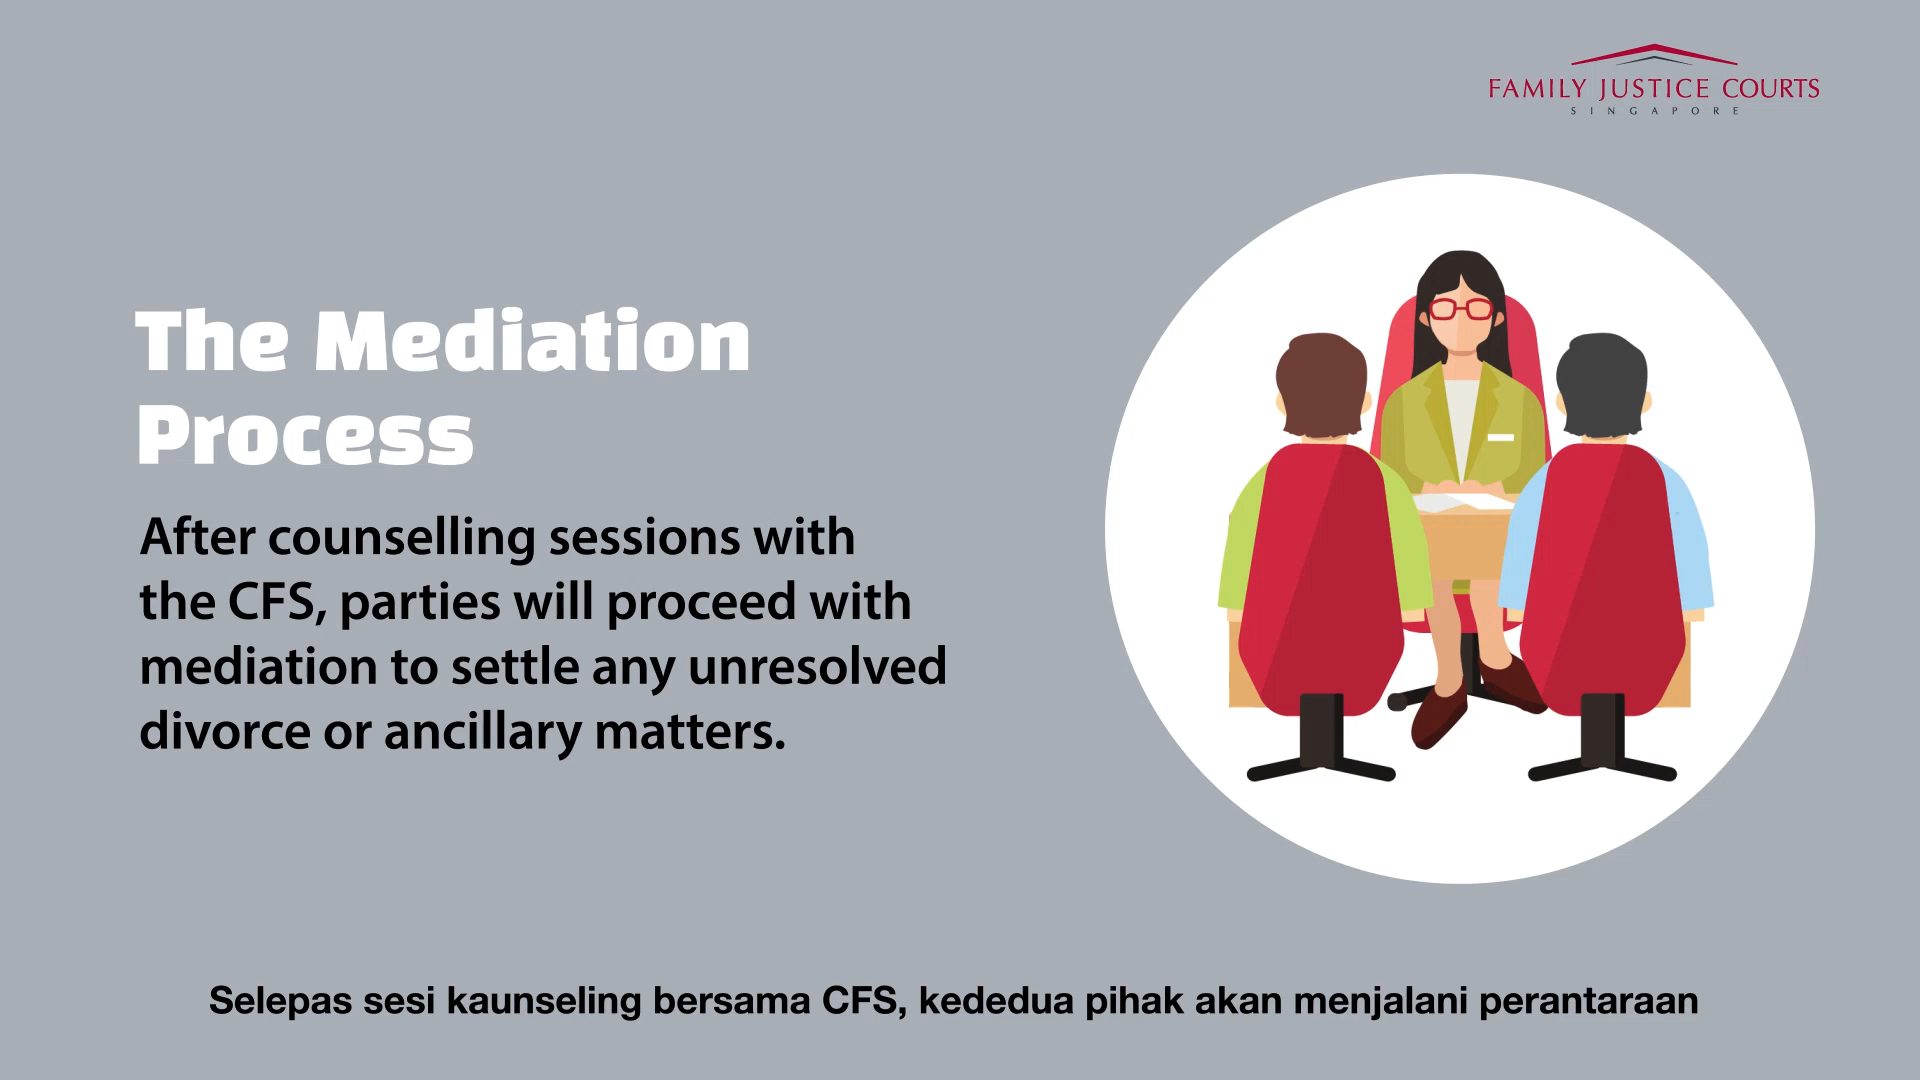 FAMILY JUSTICE COURTS
SINGAPORE
The Mediation
Process
After counselling sessions with
the CFS, parties will proceed with
mediation to settle any unresolved
divorce or ancillary matters.
Selepas sesi kaunseling bersama CFS, kededua pihak akan menjalani perantaraan